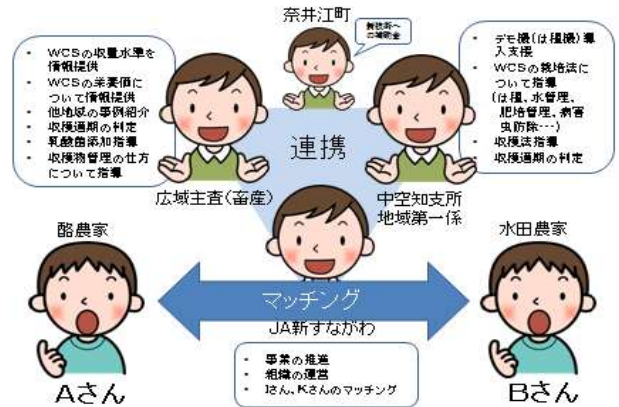 奈井江町
新技術への
の補助金
・ WCSの収量水準を
情報提供
・ WCSの栄養価に
ついて情報提供
・ 他地域の事例紹介
・ 収穫適期の判定
・ 乳酸菌添加指導
・ 収穫物管理の仕方
について指導
・ デモ機(は種機)導
入支援
・ WCSの栽培法につ
いて指導
(は種、水管理、
肥培管理、病害
虫防除…)
・ 収穫法指導
・ 収穫適期の判定
連携
広域主査(畜産)
中空知支所
地域第一係
酪農家
水田農家
マッチング
JA新すながわ
Aさん
Bさん
・ 事業の推進
・ 組織の運営
・ Iさん、Kさんのマッチング